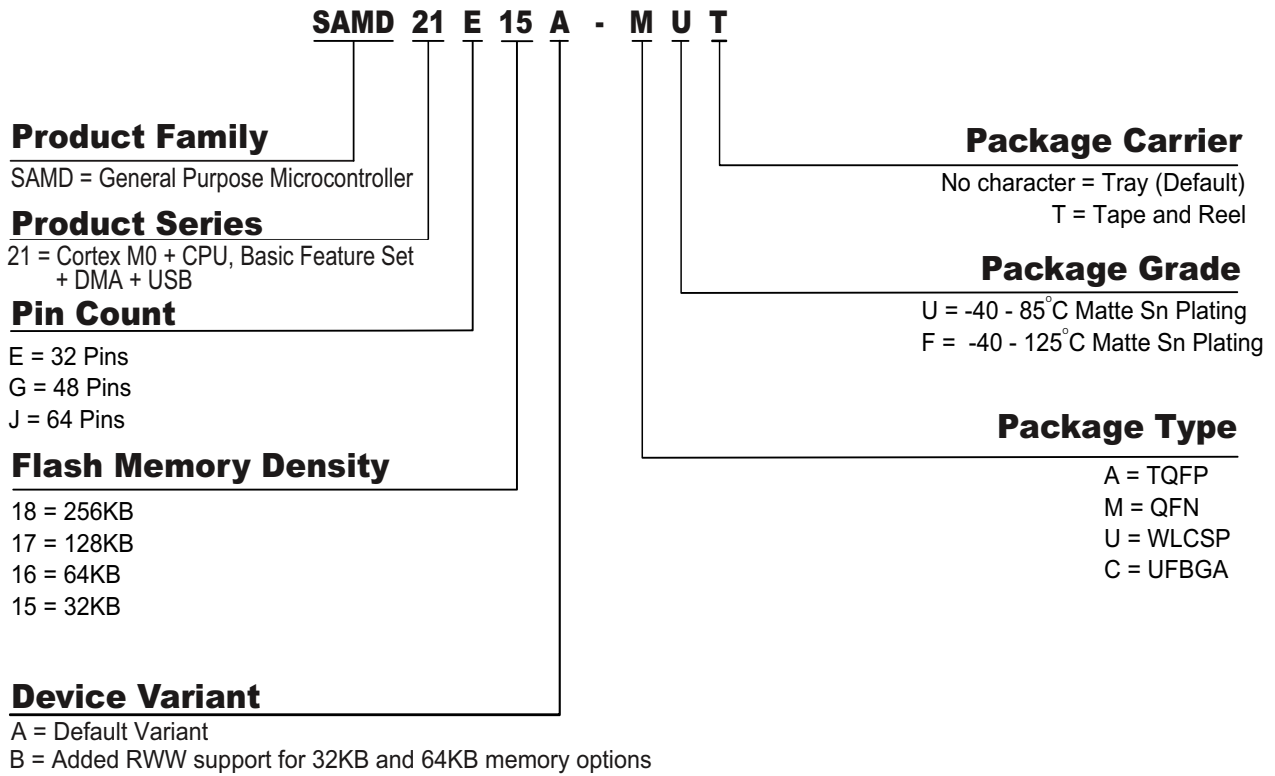 SAMD 21 E 15 A - M U T
Product Family
SAMD = General Purpose Microcontroller
Product Series
21 = Cortex M0 + CPU, Basic Feature Set
+ DMA + USB
Pin Count
E = 32 Pins
G = 48 Pins
J = 64 Pins
Flash Memory Density
18 = 256KB
17 = 128KB
16 = 64KB
15 = 32KB
Device Variant
A = Default Variant
B = Added RWW support for 32KB and 64KB memory options
Package Carrier
No character = Tray (Default)
T = Tape and Reel
Package Grade
U = -40 - 85°C Matte Sn Plating
F = -40 - 125°C Matte Sn Plating
Package Type
A = TQFP
M = QFN
U = WLCSP
C = UFBGA